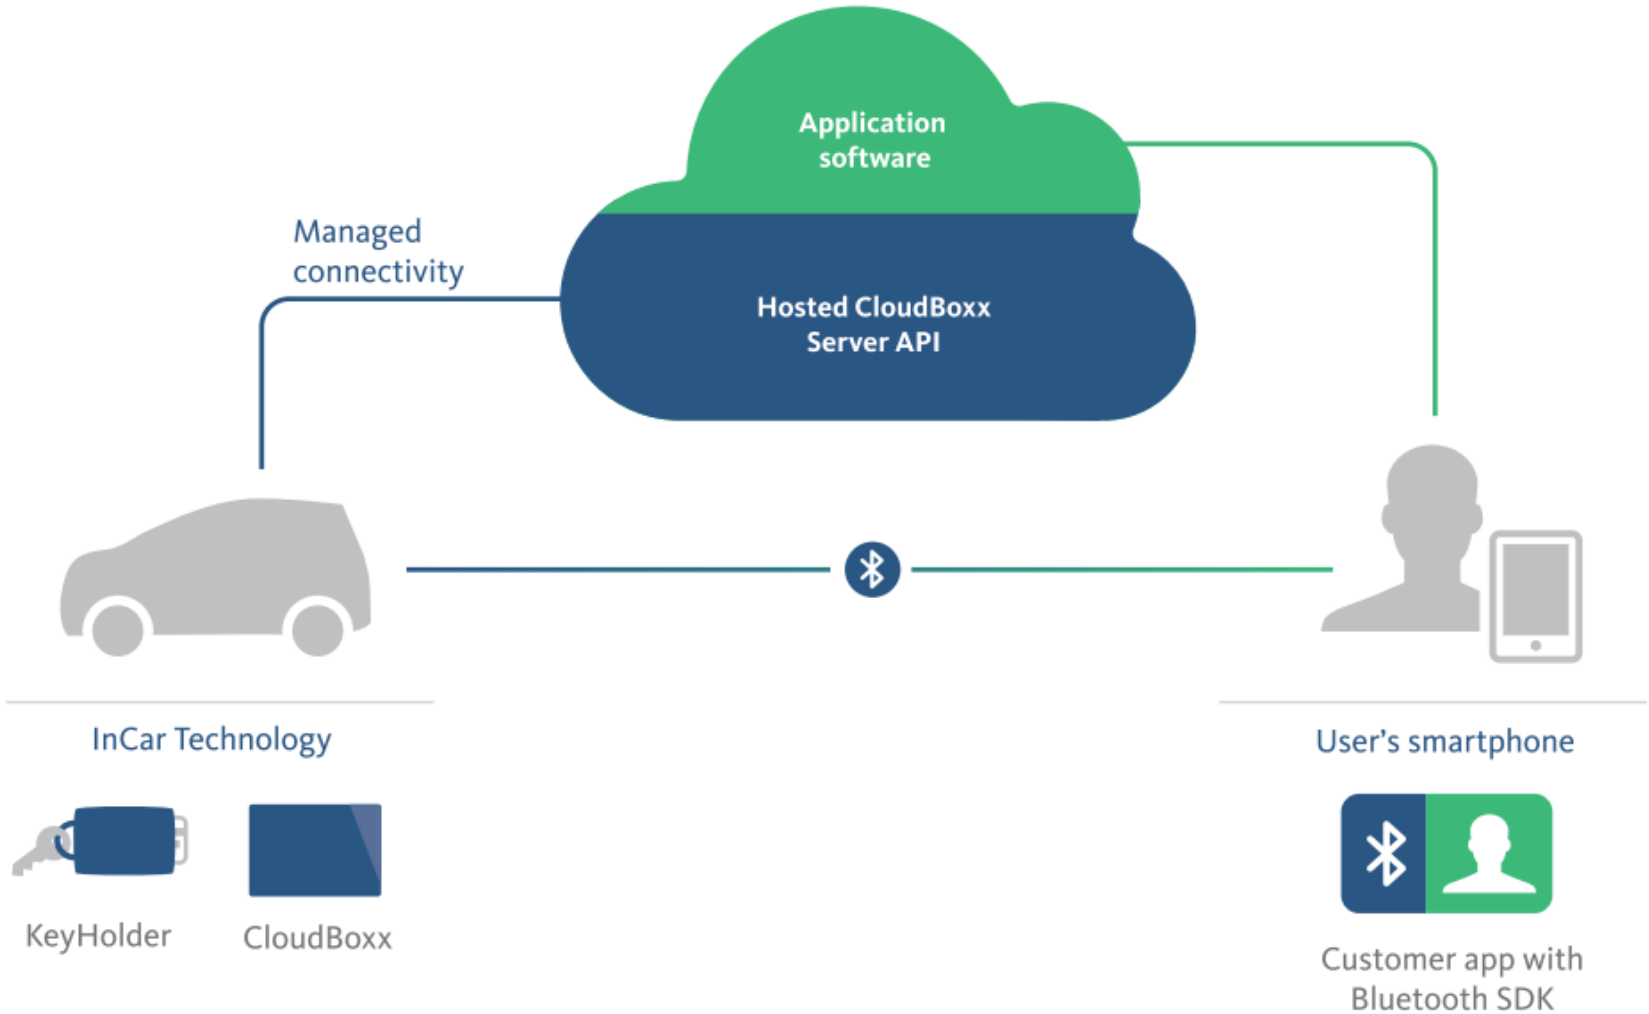 Application
software
Managed
connectivity
Hosted CloudBoxx
Server API
InCar Technology
User's smartphone
KeyHolder
CloudBoxx
Customer app with
Bluetooth SDK